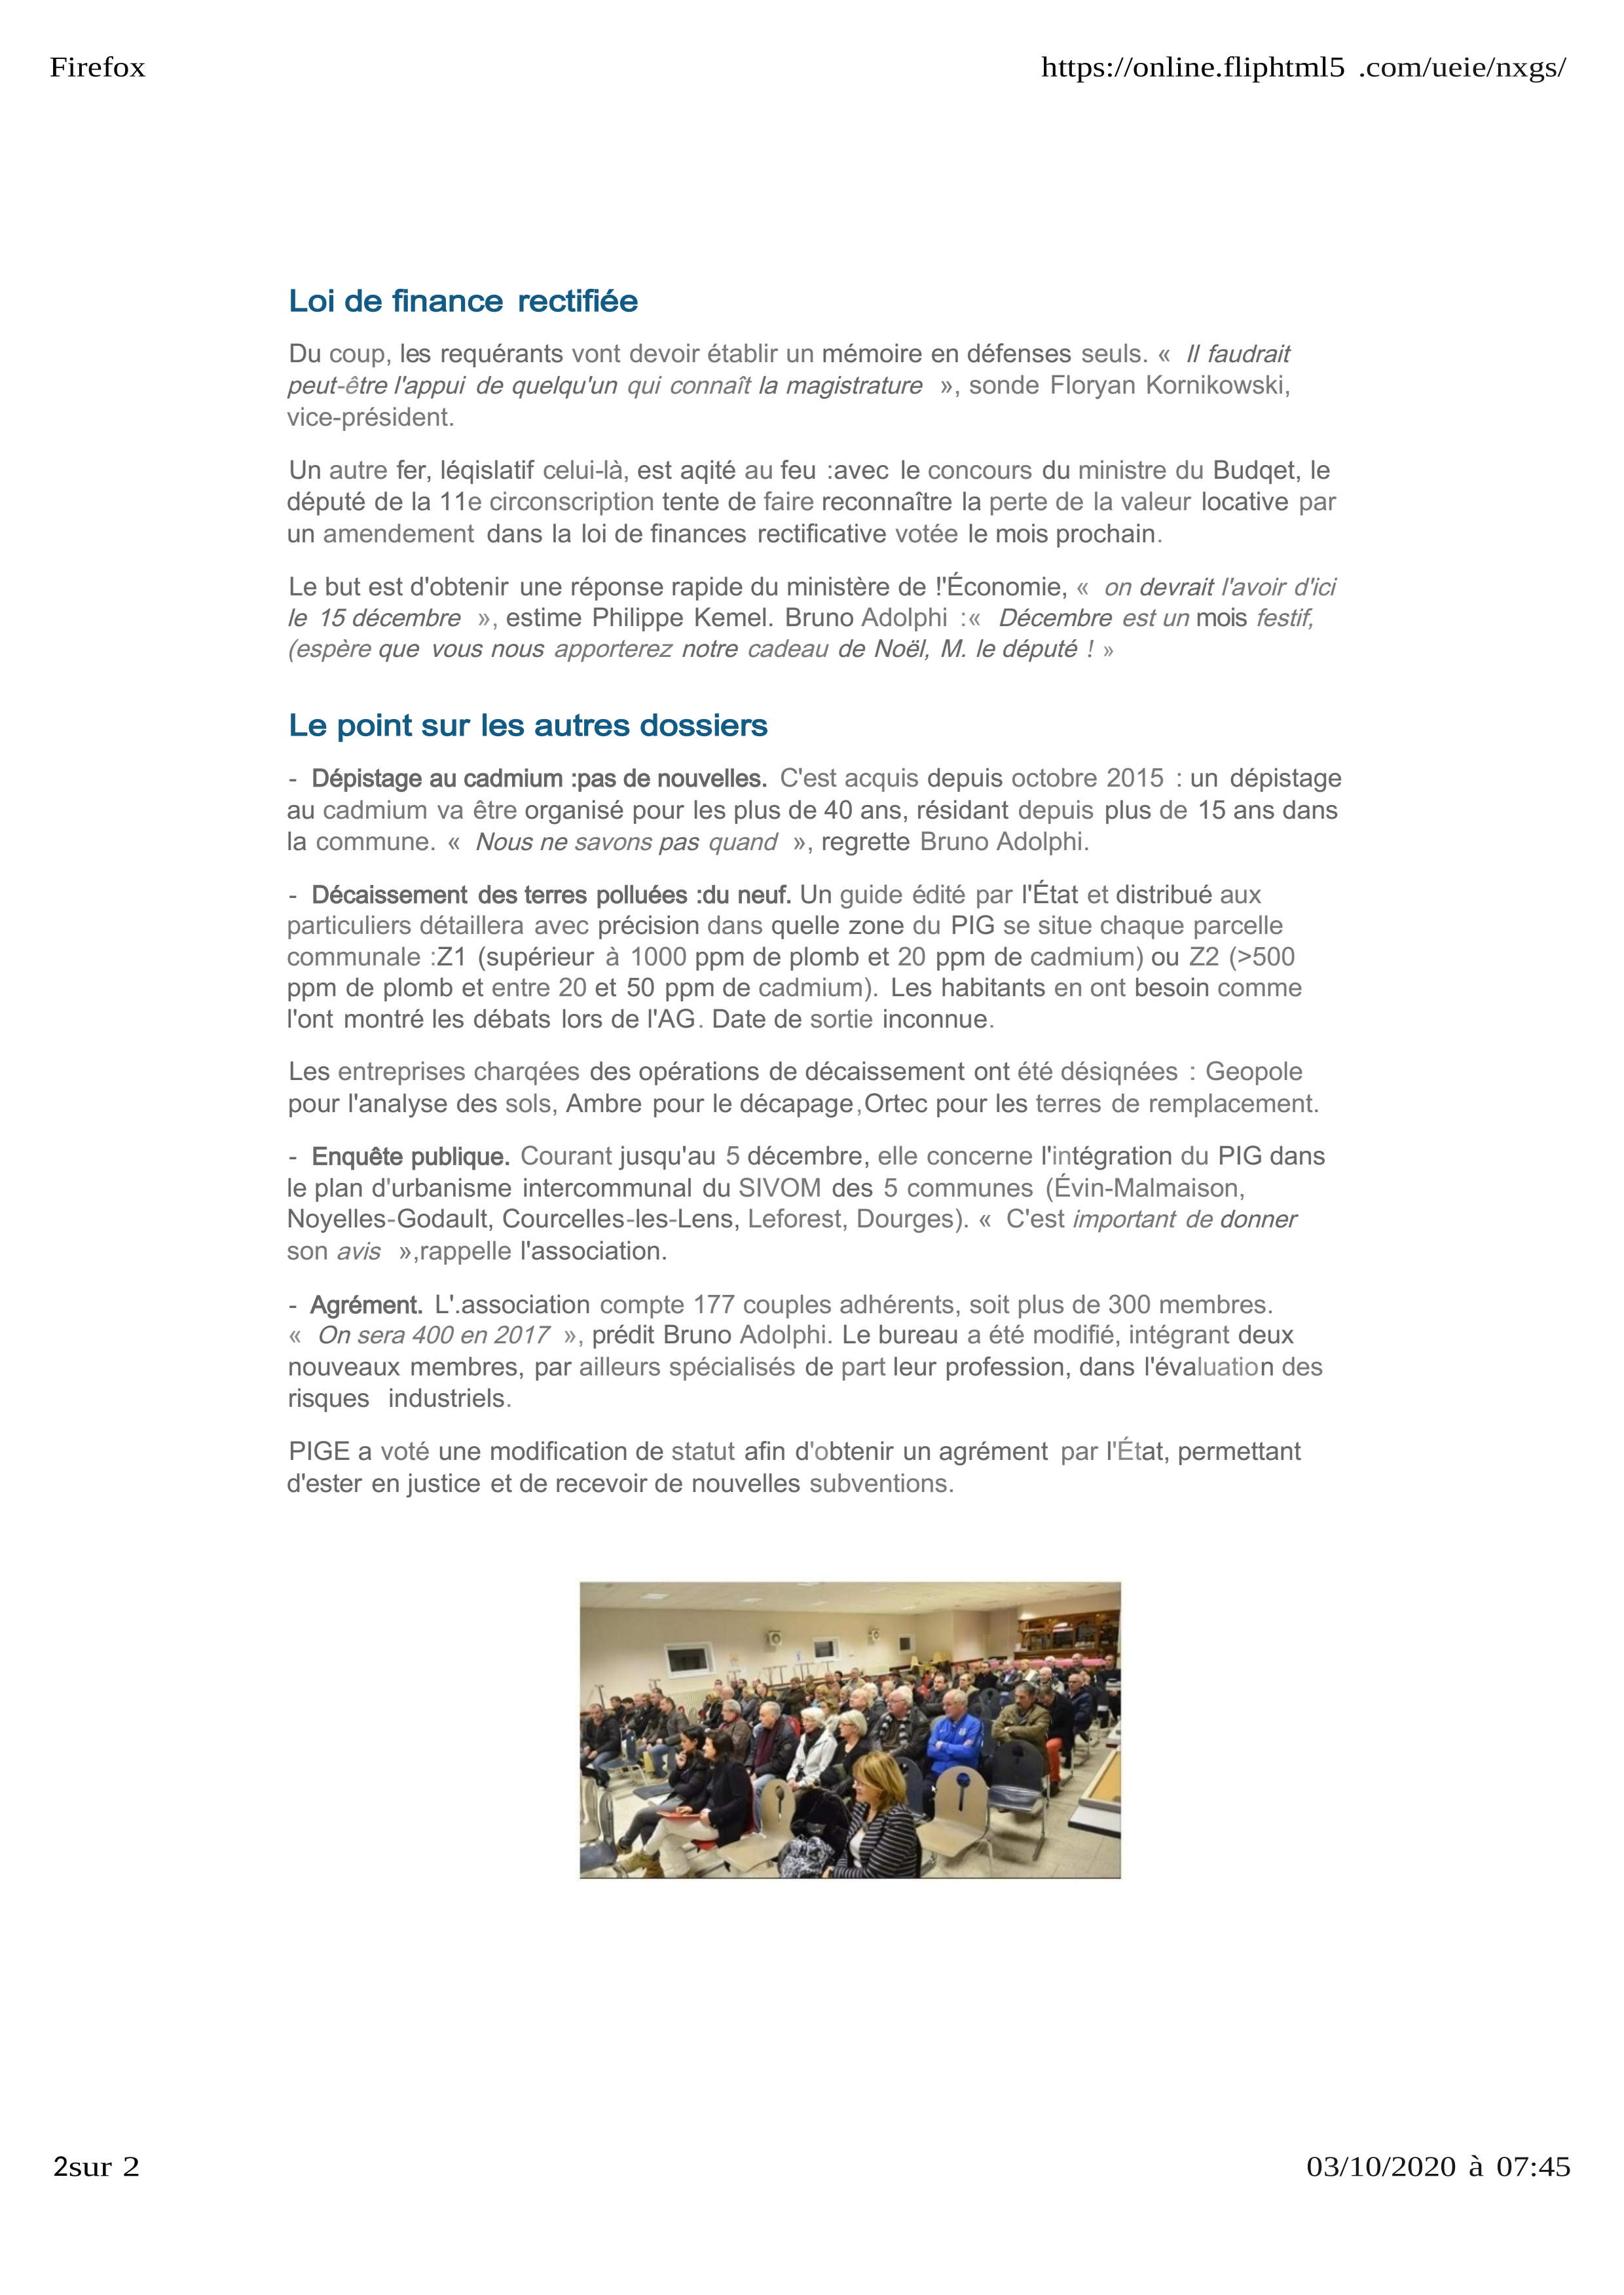 Firefox
https://online.fliphtml5 .com/ueie/nxgs/
Loi de finance rectifiée
Du coup, les requérants vont devoir établir un mémoire en défenses seuls. « Il faudrait
peut-être l'appui de quelqu'un qui connaît la magistrature », sonde Floryan Kornikowski,
vice-président.
Un autre fer, léqislatif celui-là, est aqité au feu :avec le concours du ministre du Budqet, le
député de la 11e circonscription tente de faire reconnaître la perte de la valeur locative par
un amendement dans la loi de finances rectificative votée le mois prochain.
Le but est d'obtenir une réponse rapide du ministère de !'Économie, « on devrait l'avoir d'ici
le 15 décembre », estime Philippe Kemel. Bruno Adolphi :« Décembre est un mois festif,
(espère que vous nous apporterez notre cadeau de Noël, M. le député ! »
Le point sur les autres dossiers
- Dépistage au cadmium :pas de nouvelles. C'est acquis depuis octobre 2015 : un dépistage
au cadmium va être organisé pour les plus de 40 ans, résidant depuis plus de 15 ans dans
la commune. « Nous ne savons pas quand », regrette Bruno Adolphi.
- Décaissement des terres polluées :du neuf. Un guide édité par l'État et distribué aux
particuliers détaillera avec précision dans quelle zone du PIG se situe chaque parcelle
communale :Z1 (supérieur à 1000 ppm de plomb et 20 ppm de cadmium) ou Z2 (>500
ppm de plomb et entre 20 et 50 ppm de cadmium). Les habitants en ont besoin comme
l'ont montré les débats lors de l'AG. Date de sortie inconnue.
Les entreprises charqées des opérations de décaissement ont été désiqnées : Geopole
pour l'analyse des sols, Ambre pour le décapage,Ortec pour les terres de remplacement.
- Enquête publique. Courant jusqu'au 5 décembre, elle concerne l'intégration du PIG dans
le plan d'urbanisme intercommunal du SIVOM des 5 communes (Évin-Malmaison,
Noyelles-Godault, Courcelles-les-Lens, Leforest, Dourges). « C'est important de donner
son avis »,rappelle l'association.
- Agrément. L'.association compte 177 couples adhérents, soit plus de 300 membres.
« On sera 400 en 2017 », prédit Bruno Adolphi. Le bureau a été modifié, intégrant deux
nouveaux membres, par ailleurs spécialisés de part leur profession, dans l'évaluation des
risques industriels.
PIGE a voté une modification de statut afin d'obtenir un agrément par l'État, permettant
d'ester en justice et de recevoir de nouvelles subventions.
2sur 2
03/10/2020 à 07:45